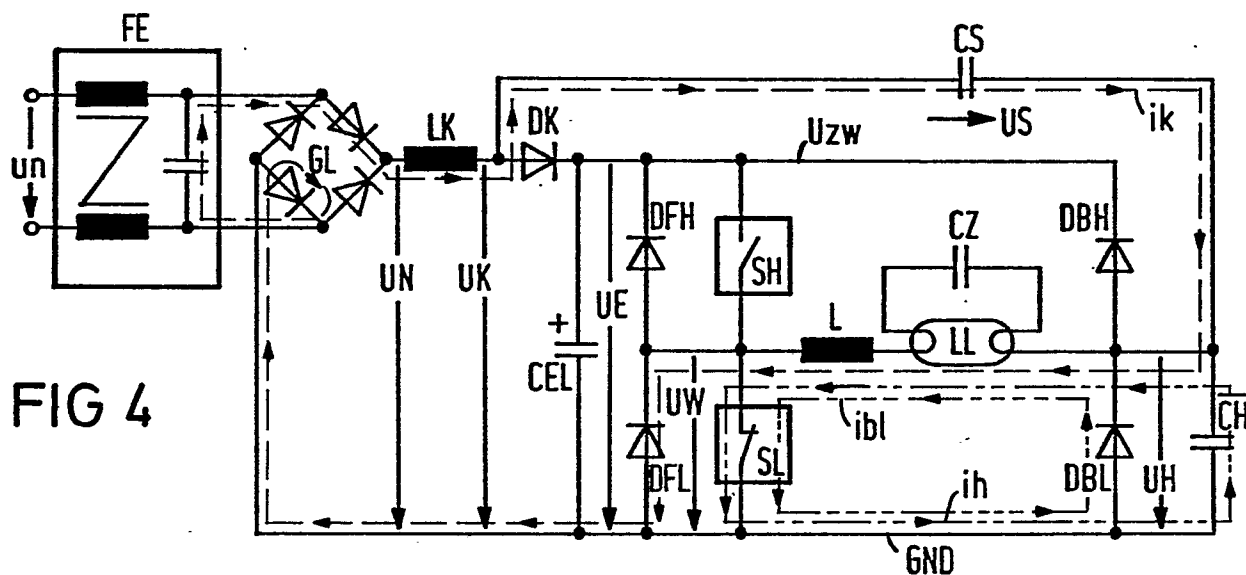 FE
CS
un
GL
LK
DK
Uzw
US
ik
UN
UK
UE
DFH
SH
CZ
DBH
L
LL
+
CEL
UW
ibl
CH
FIG 4
DFL
SL
ih
DBL
UH
GND